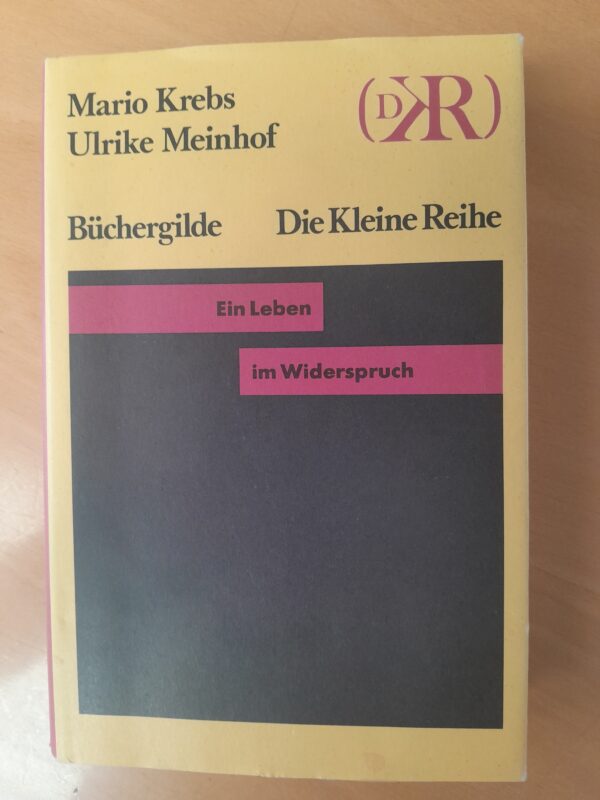 Mario Krebs
Ulrike Meinhof
(DKR)
Büchergilde Die Kleine Reihe
Ein Leben
im Widerspruch